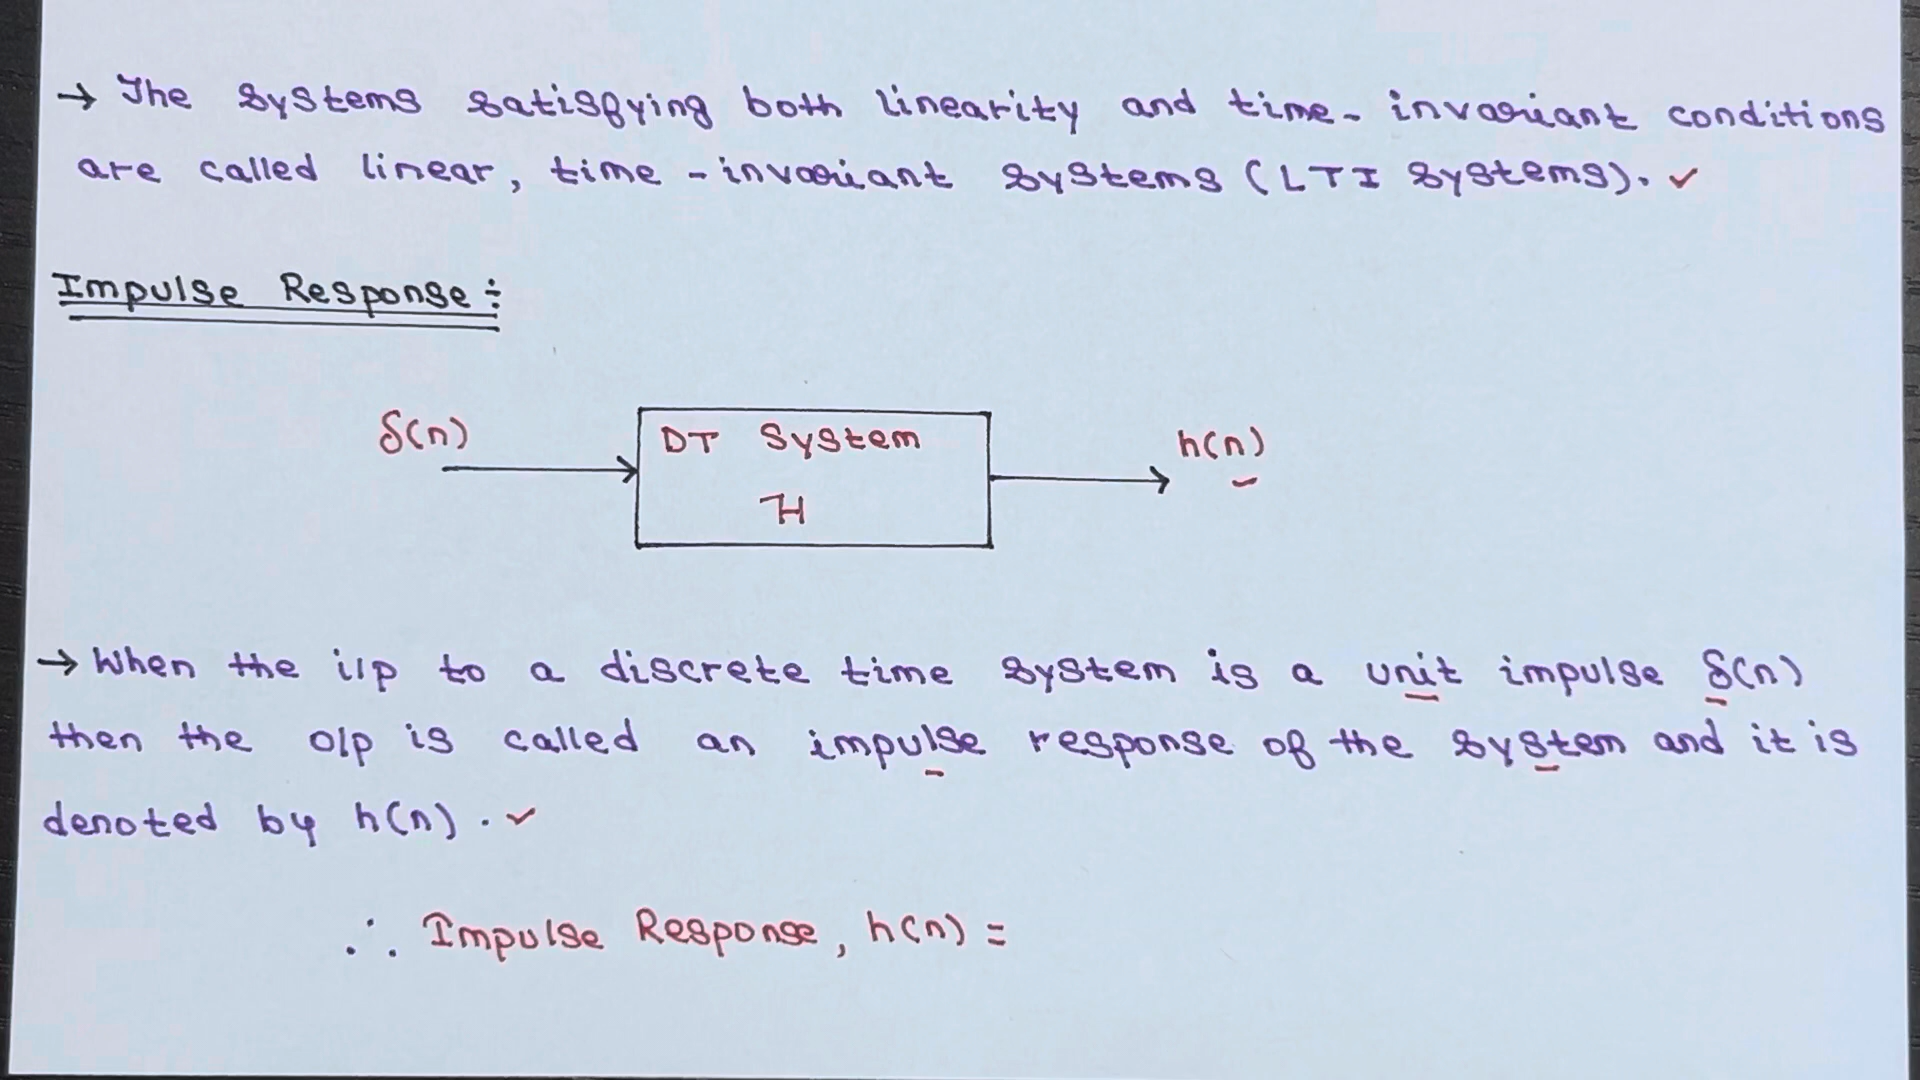 → The systems satisfying both linearity and time-invariant conditions
are called linear, time-invariant systems (LTI systems). ✓
Impulse Response :
δ(n)
DT System
H
h(n)
→ When the i/p to a discrete time system is a unit impulse δ(n)
then the o/p is called an impulse response of the system and it is
denoted by h(n). ✓
∴ Impulse Response, h(n) =